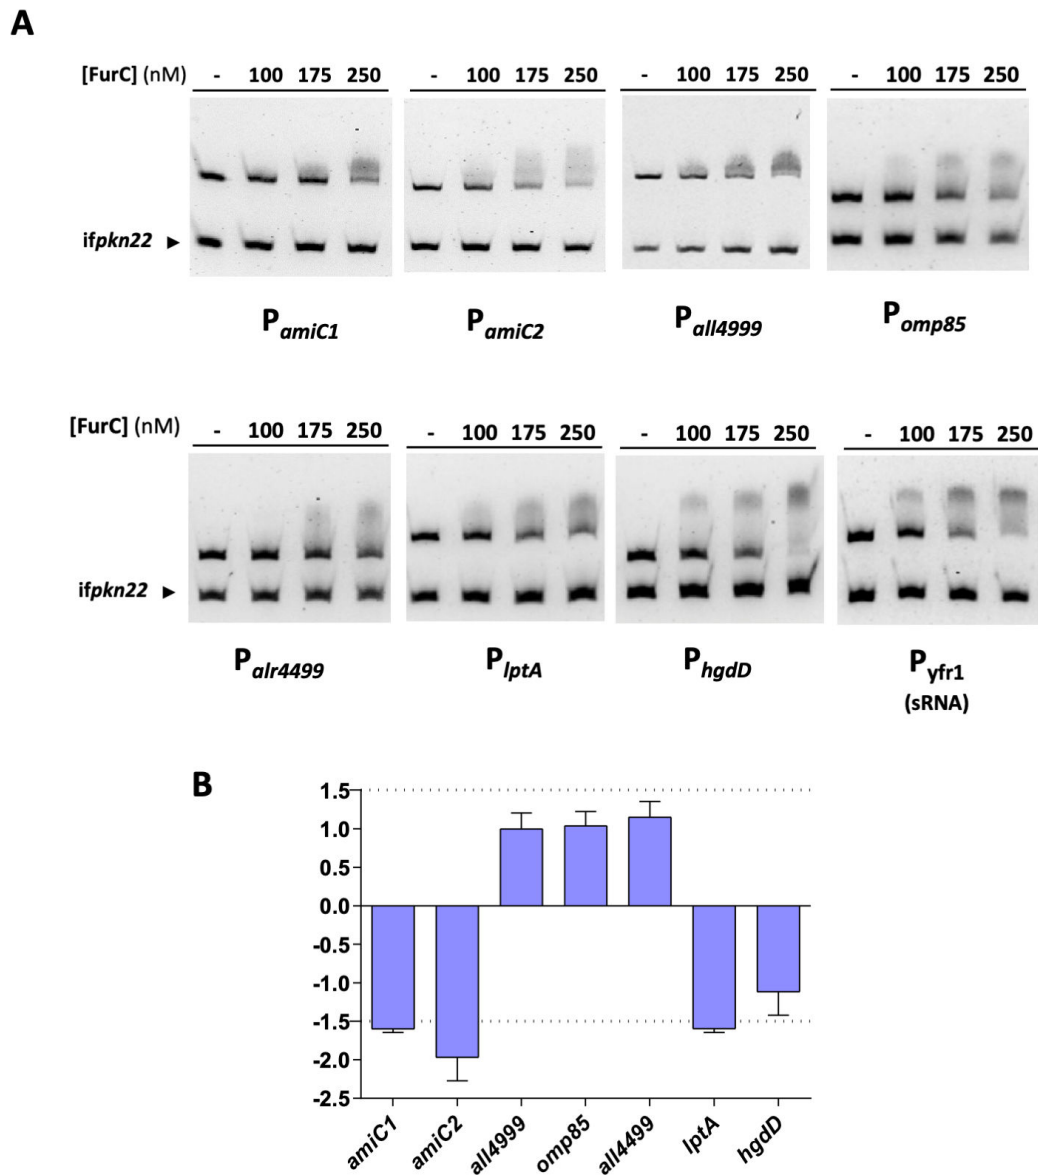 A
[FurC] (nM) - 100 175 250 - 100 175 250 - 100 175 250 - 100 175 250
ifpkn22 ►
PamiC1 PamiC2 Pall4999 Pomp85
[FurC] (nM) - 100 175 250 - 100 175 250 - 100 175 250 - 100 175 250
ifpkn22 ►
Palr4499 PlptA PhgdD Pyfr1
(sRNA)
B
1.5
1.0
0.5
0.0
-0.5
-1.0
-1.5
-2.0
-2.5
amiC1 amiC2 all4999 omp85 all4499 lptA hgdD